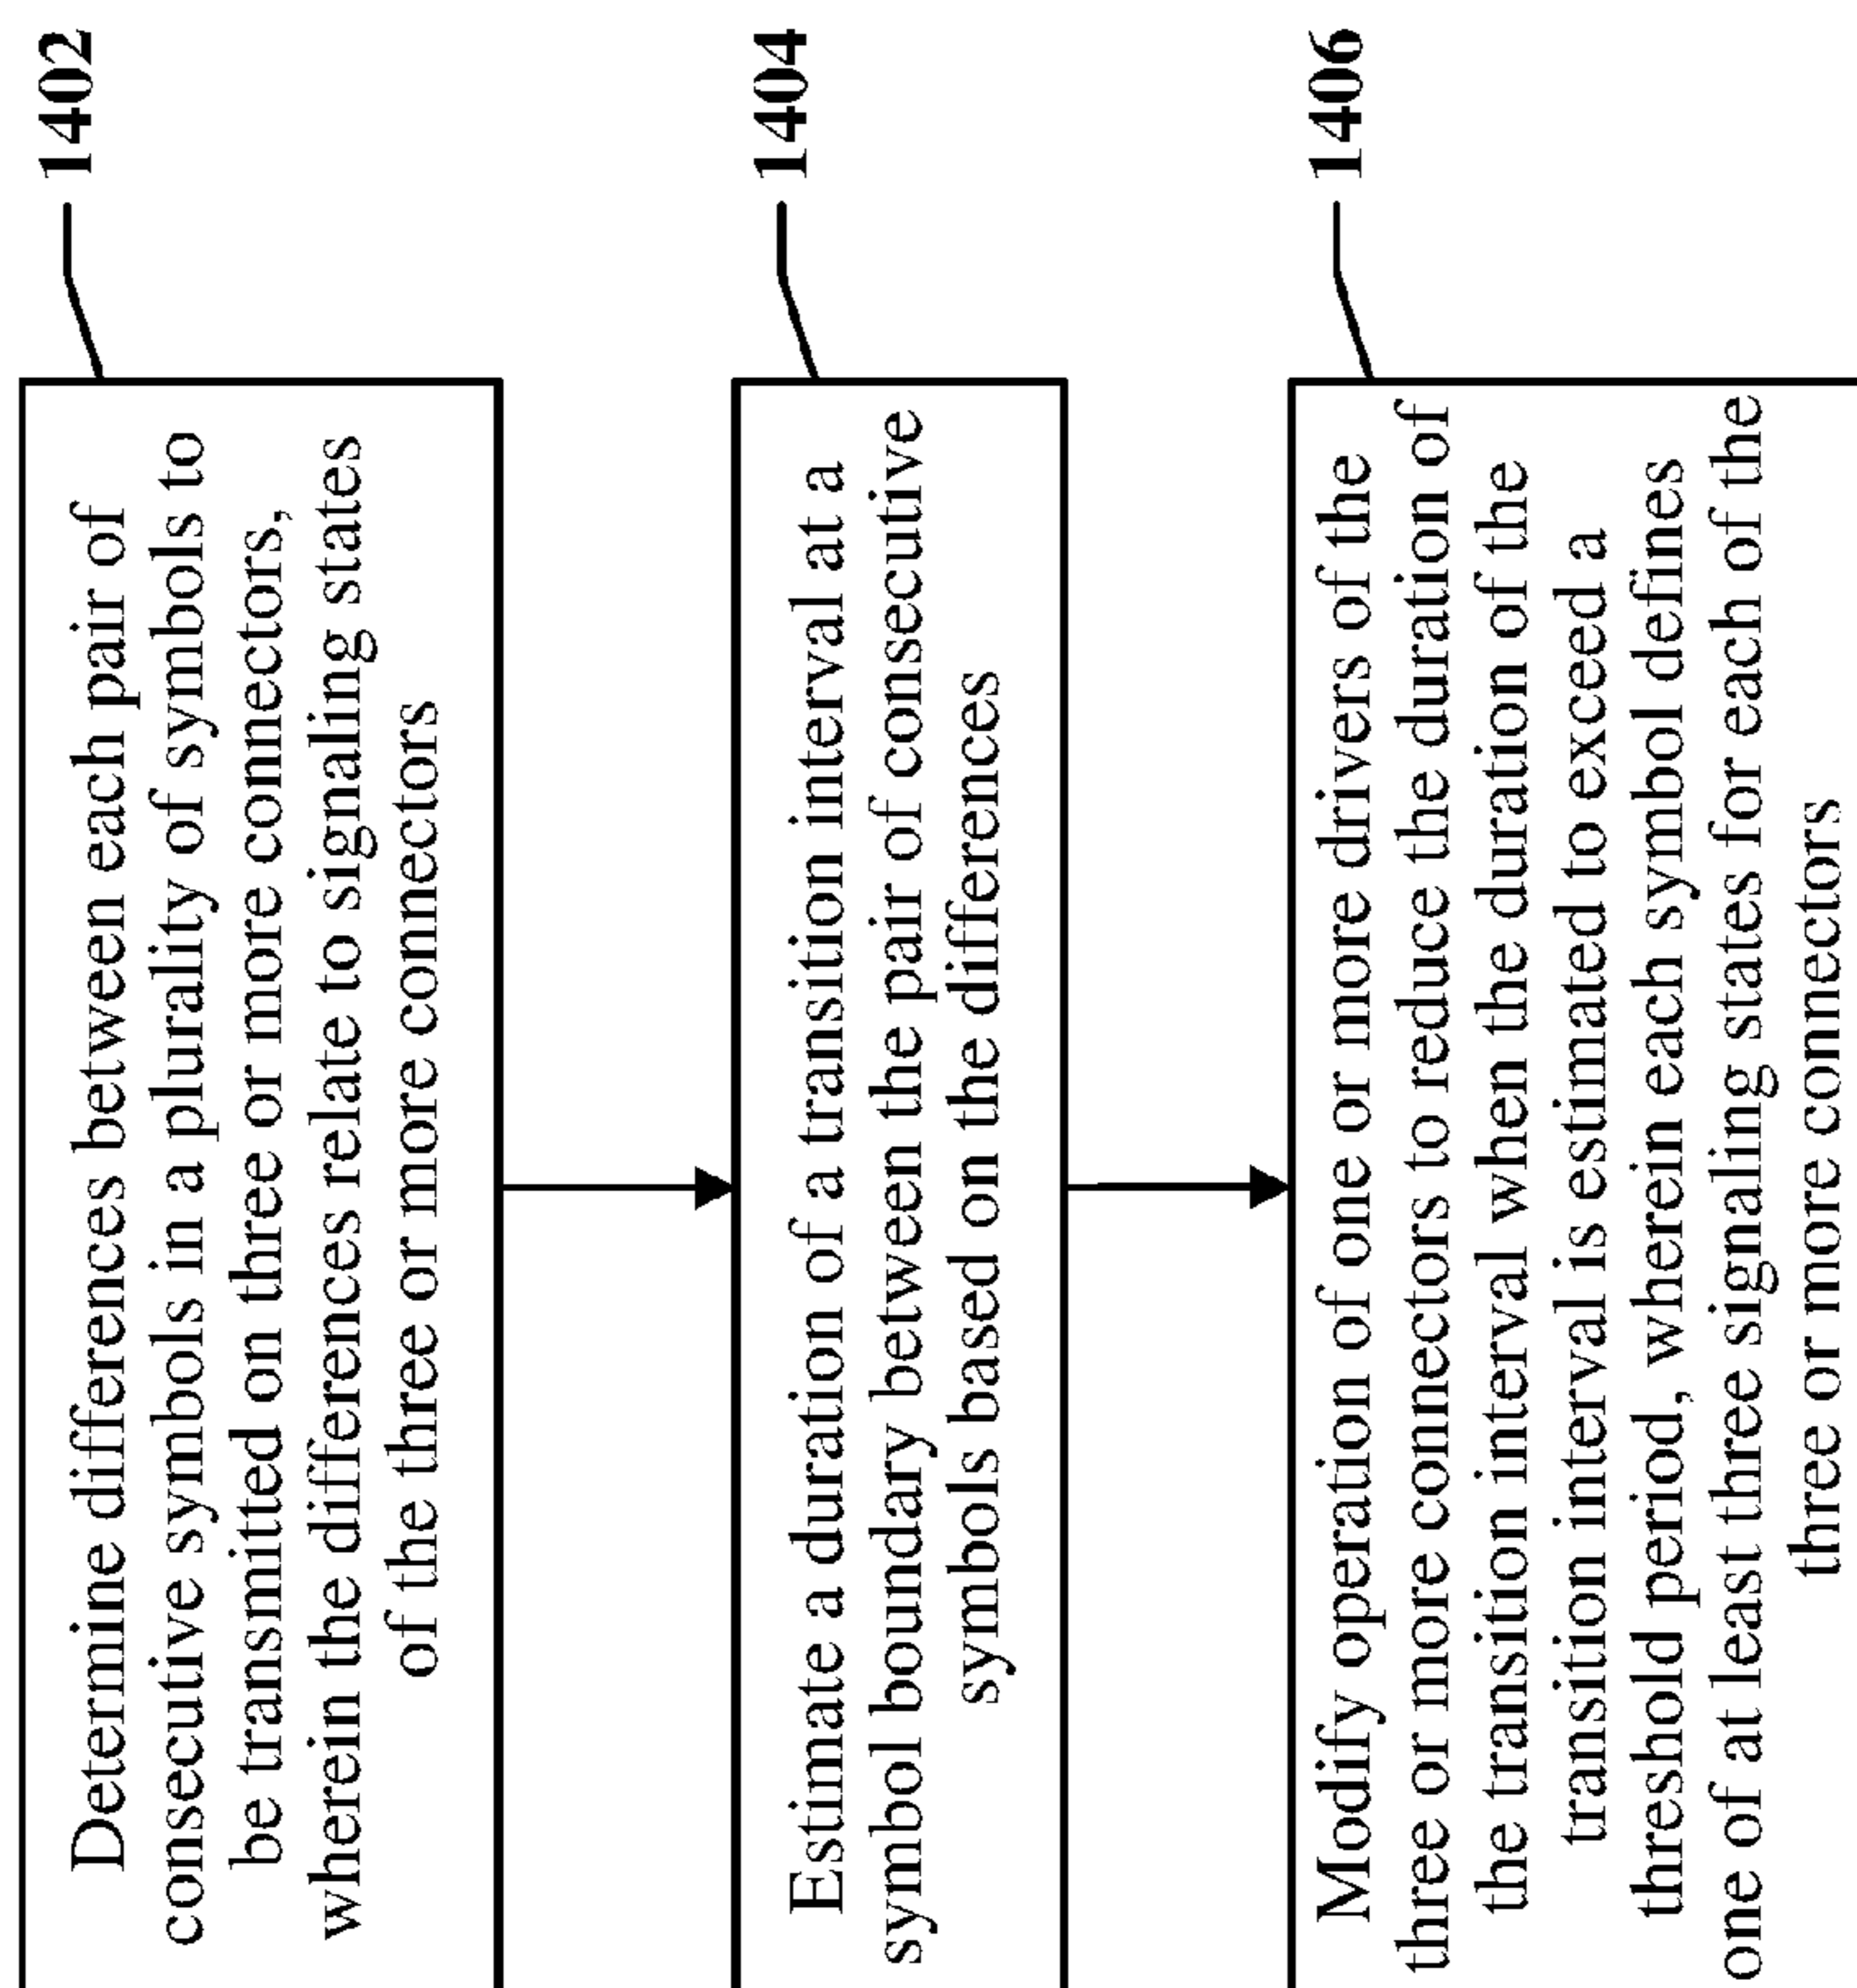 1402
Determine differences between each pair of
consecutive symbols in a plurality of symbols to
be transmitted on three or more connectors,
wherein the differences relate to signaling states
of the three or more connectors
1404
Estimate a duration of a transition interval at a
symbol boundary between the pair of consecutive
symbols based on the differences
1406
Modify operation of one or more drivers of the
three or more connectors to reduce the duration of
the transition interval when the duration of the
transition interval is estimated to exceed a
threshold period, wherein each symbol defines
one of at least three signaling states for each of the
three or more connectors